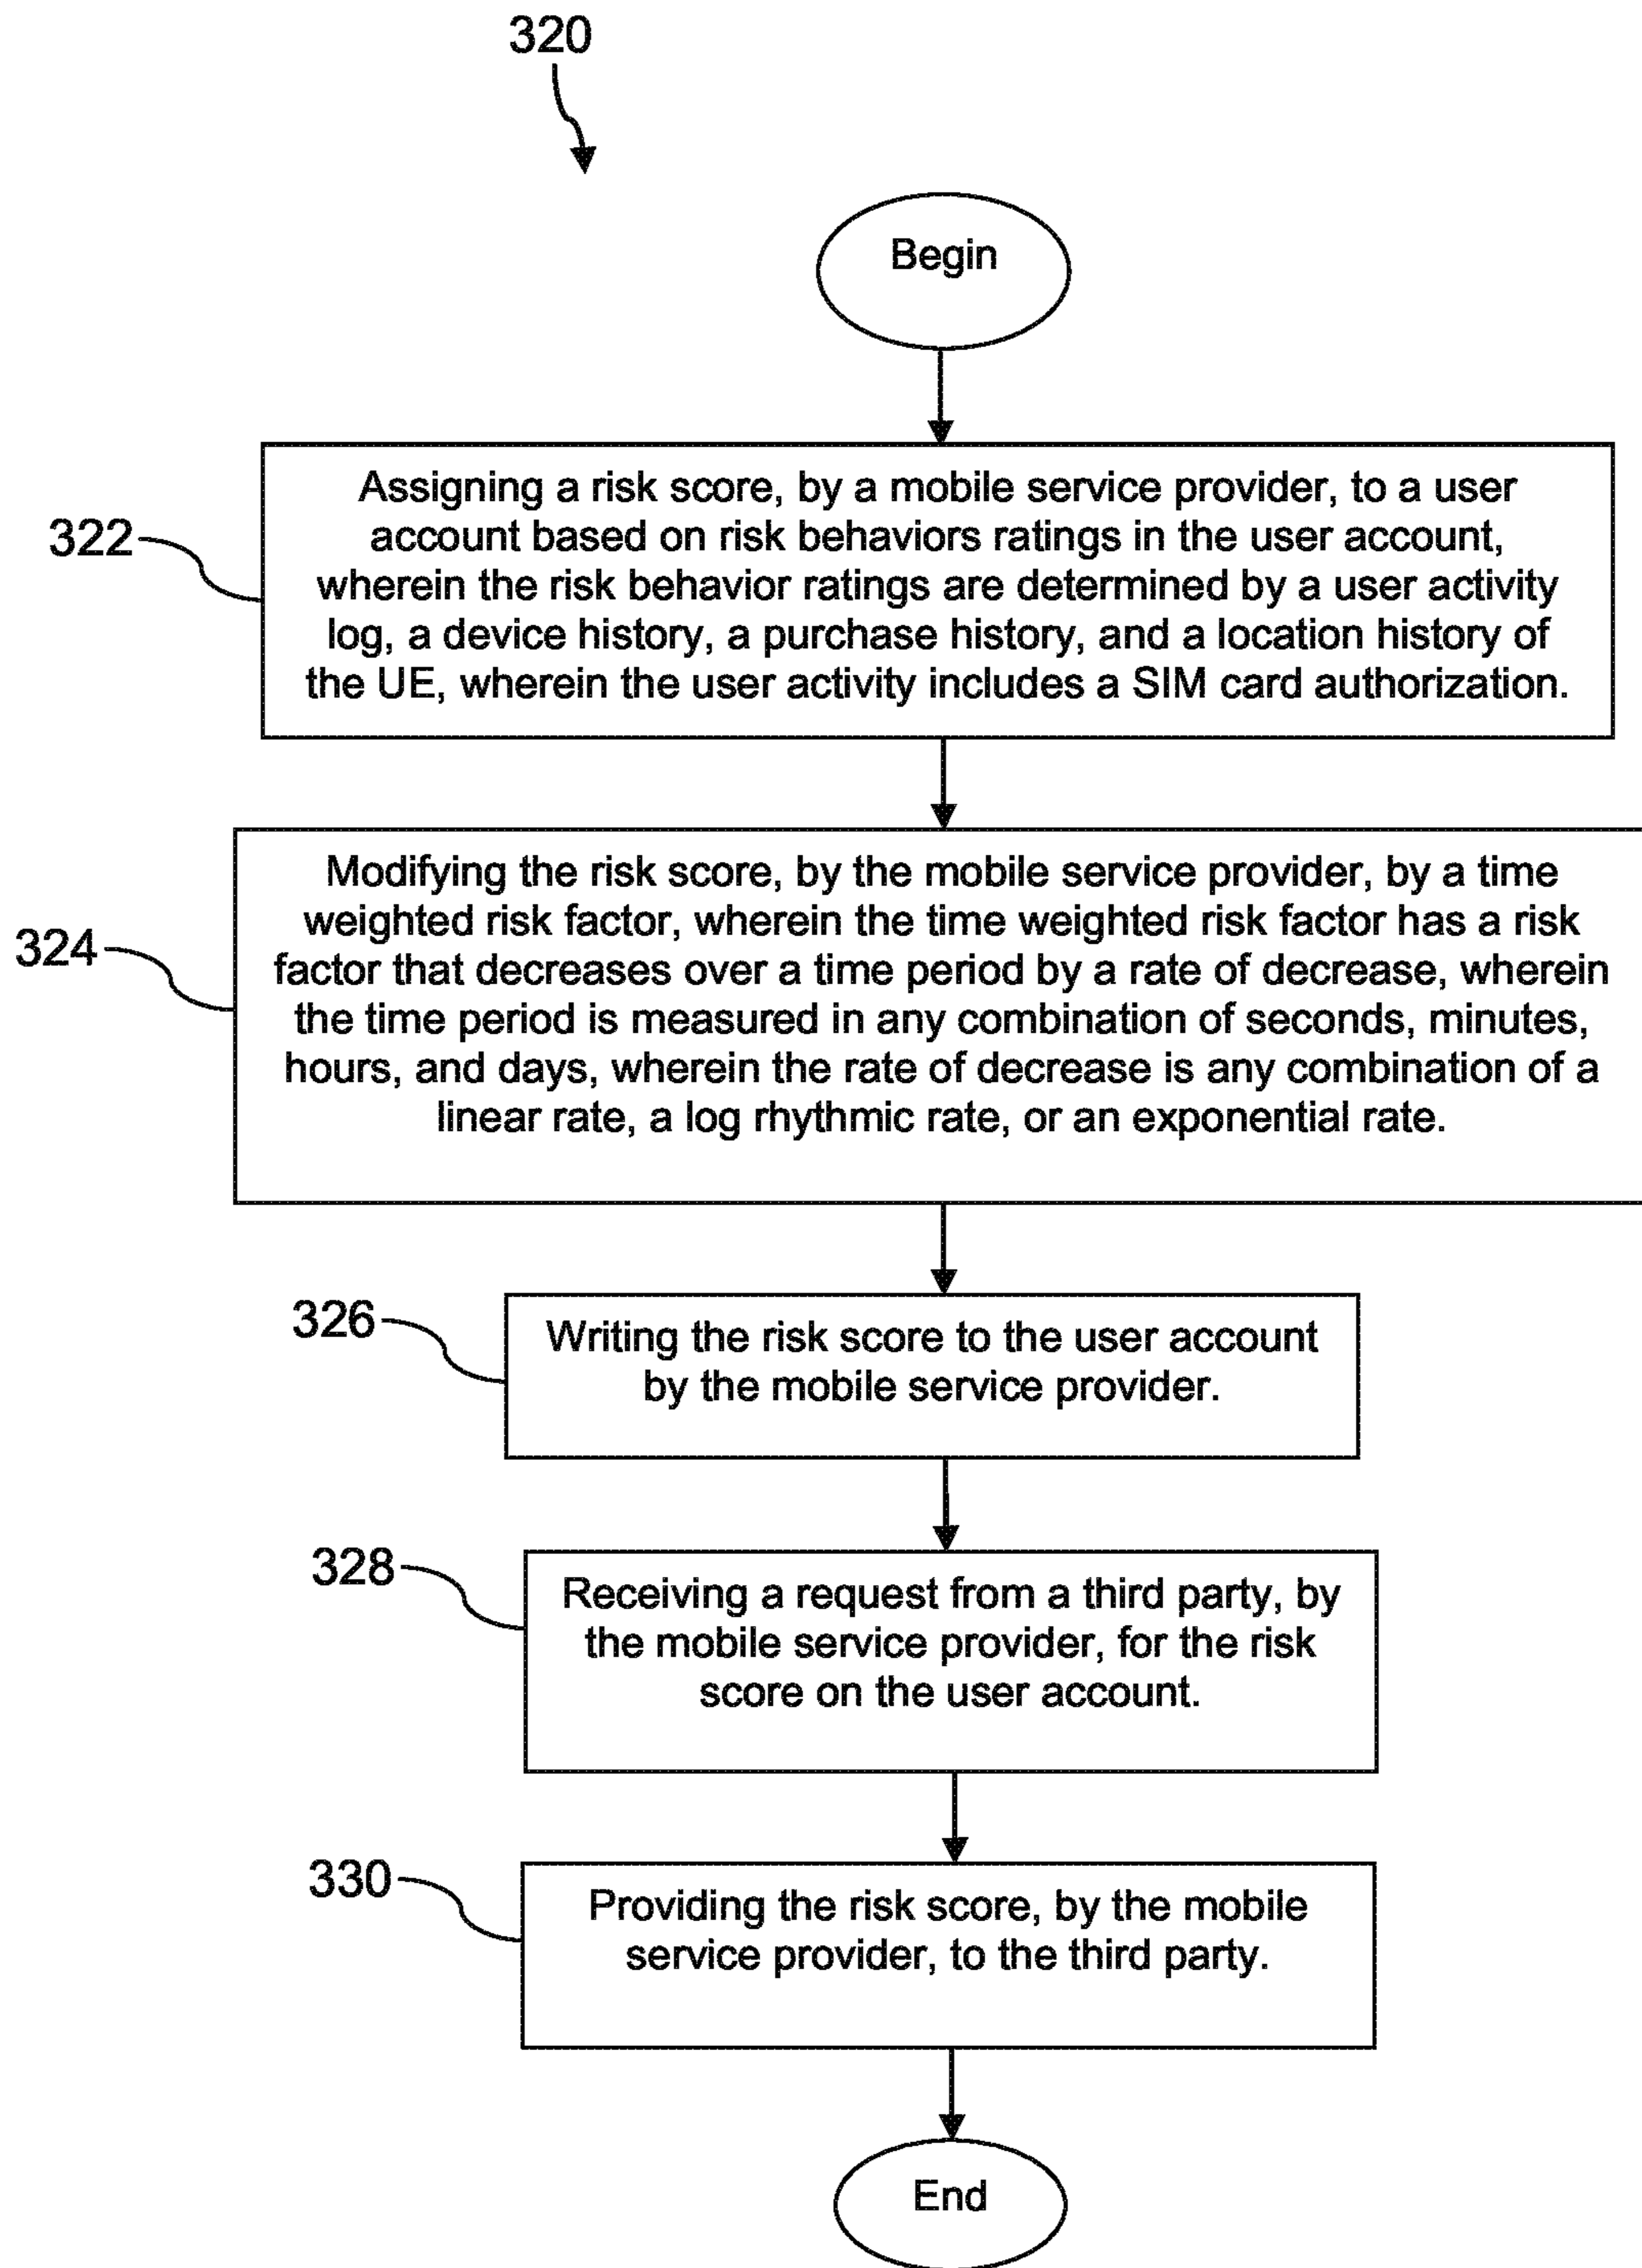 320
Begin
322
Assigning a risk score, by a mobile service provider, to a user
account based on risk behaviors ratings in the user account,
wherein the risk behavior ratings are determined by a user activity
log, a device history, a purchase history, and a location history of
the UE, wherein the user activity includes a SIM card authorization.
324
Modifying the risk score, by the mobile service provider, by a time
weighted risk factor, wherein the time weighted risk factor has a risk
factor that decreases over a time period by a rate of decrease, wherein
the time period is measured in any combination of seconds, minutes,
hours, and days, wherein the rate of decrease is any combination of a
linear rate, a log rhythmic rate, or an exponential rate.
326
Writing the risk score to the user account
by the mobile service provider.
328
Receiving a request from a third party, by
the mobile service provider, for the risk
score on the user account.
330
Providing the risk score, by the mobile
service provider, to the third party.
End